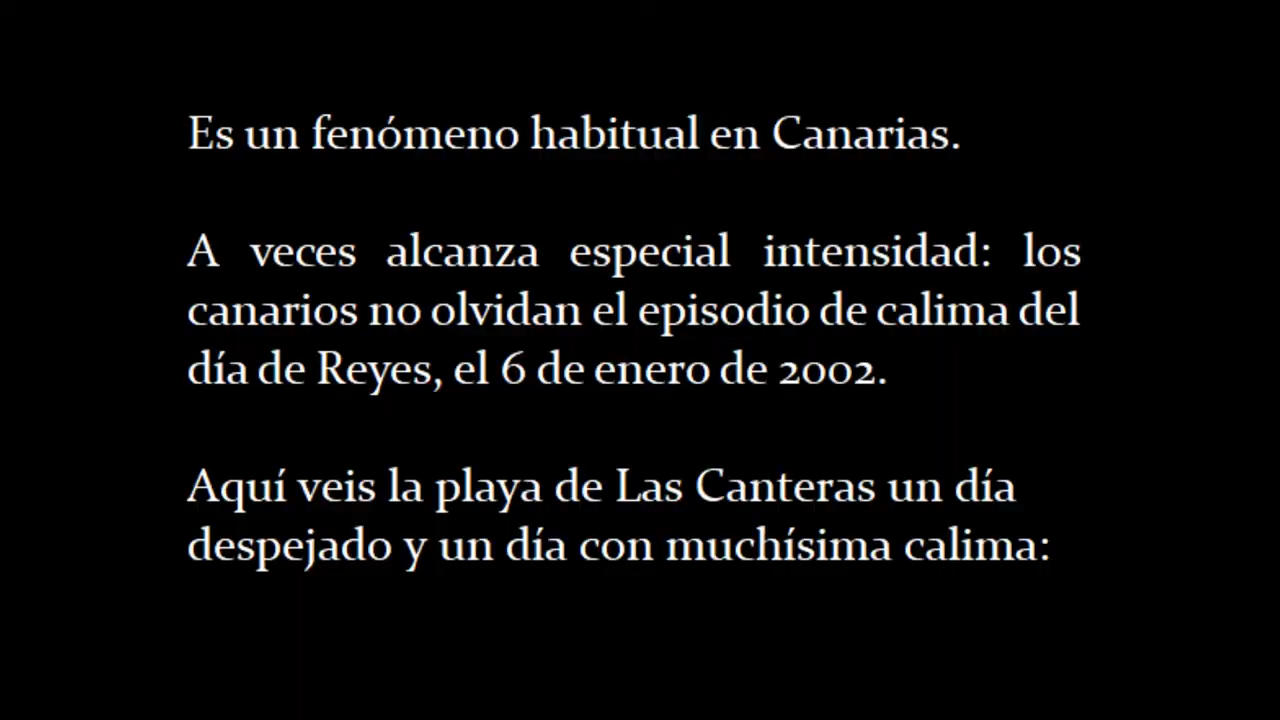 Es un fenómeno habitual en Canarias.
A veces alcanza especial intensidad: los
canarios no olvidan el episodio de calima del
día de Reyes, el 6 de enero de 2002.
Aquí veis la playa de Las Canteras un día
despejado y un día con muchísima calima: